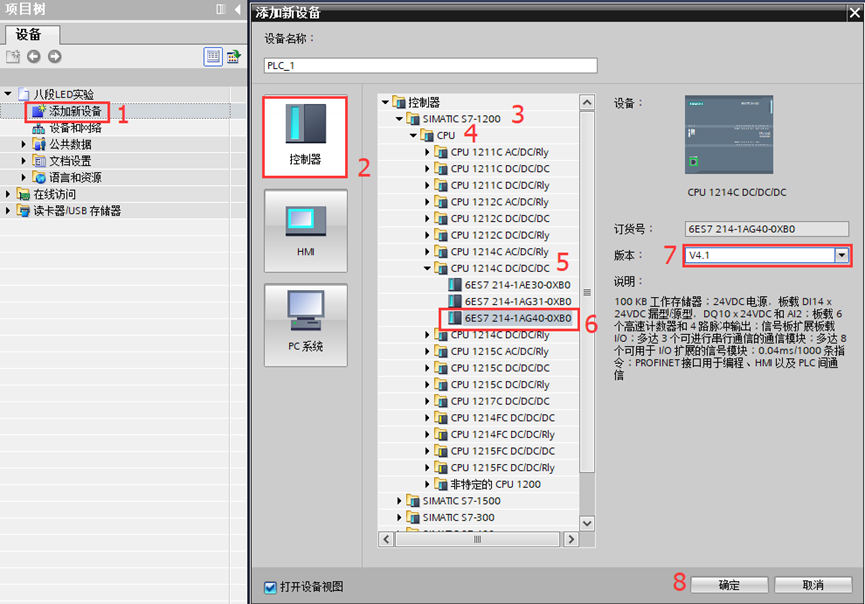 项目树
设备
八段LED实验
添加新设备
1
设备和网络
公共数据
文档设置
语言和资源
在线访问
读卡器/USB 存储器
添加新设备
设备名称：
PLC_1
控制器
2
HMI
PC 系统
控制器
SIMATIC S7-1200
3
CPU
4
CPU 1211C AC/DC/Rly
CPU 1211C DC/DC/DC
CPU 1211C DC/DC/Rly
CPU 1212C AC/DC/Rly
CPU 1212C DC/DC/DC
CPU 1212C DC/DC/Rly
CPU 1214C AC/DC/Rly
CPU 1214C DC/DC/DC
5
6ES7 214-1AE30-0XB0
6ES7 214-1AG31-0XB0
6ES7 214-1AG40-0XB0
6
CPU 1214C DC/DC/Rly
CPU 1215C AC/DC/Rly
CPU 1215C DC/DC/DC
CPU 1215C DC/DC/Rly
CPU 1217C DC/DC/DC
CPU 1214FC DC/DC/DC
CPU 1214FC DC/DC/Rly
CPU 1215FC DC/DC/DC
CPU 1215FC DC/DC/Rly
非特定的 CPU 1200
SIMATIC S7-1500
SIMATIC S7-300
设备：
CPU 1214C DC/DC/DC
订货号：
6ES7 214-1AG40-0XB0
版本：
7
V4.1
说明：
100 KB 工作存储器；24VDC 电源，板载 DI14 x
24VDC 漏型/源型，DQ10 x 24VDC 和 AI2；板载 6
个高速计数器和 4 路脉冲输出；信号板扩展板载
I/O；多达 3 个可进行串行通信的通信模块；多达 8
个可用于 I/O 扩展的信号模块；0.04ms/1000 条指
令；PROFINET 接口用于编程、HMI 以及 PLC 间通
信
打开设备视图
8
确定
取消